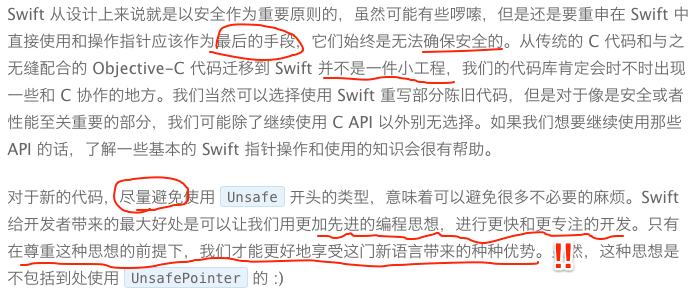 Swift 从设计上来说就是以安全作为重要原则的，虽然可能有些啰嗦，但是还是要重申在 Swift 中
直接使用和操作指针应该作为最后的手段，它们始终是无法确保安全的。从传统的 C 代码和与之
无缝配合的 Objective-C 代码迁移到 Swift 并不是一件小工程，我们的代码库肯定会时不时出现
一些和 C 协作的地方。我们当然可以选择使用 Swift 重写部分陈旧代码，但是对于像是安全或者
性能至关重要的部分，我们可能除了继续使用 C API 以外别无选择。如果我们想要继续使用那些
API 的话，了解一些基本的 Swift 指针操作和使用的知识会很有帮助。
对于新的代码，尽量避免使用 Unsafe 开头的类型，意味着可以避免很多不必要的麻烦。Swift
给开发者带来的最大好处是可以让我们用更加先进的编程思想，进行更快和更专注的开发。只有
在尊重这种思想的前提下，我们才能更好地享受这门新语言带来的种种优势。!! 然，这种思想是
不包括到处使用 UnsafePointer 的 :)